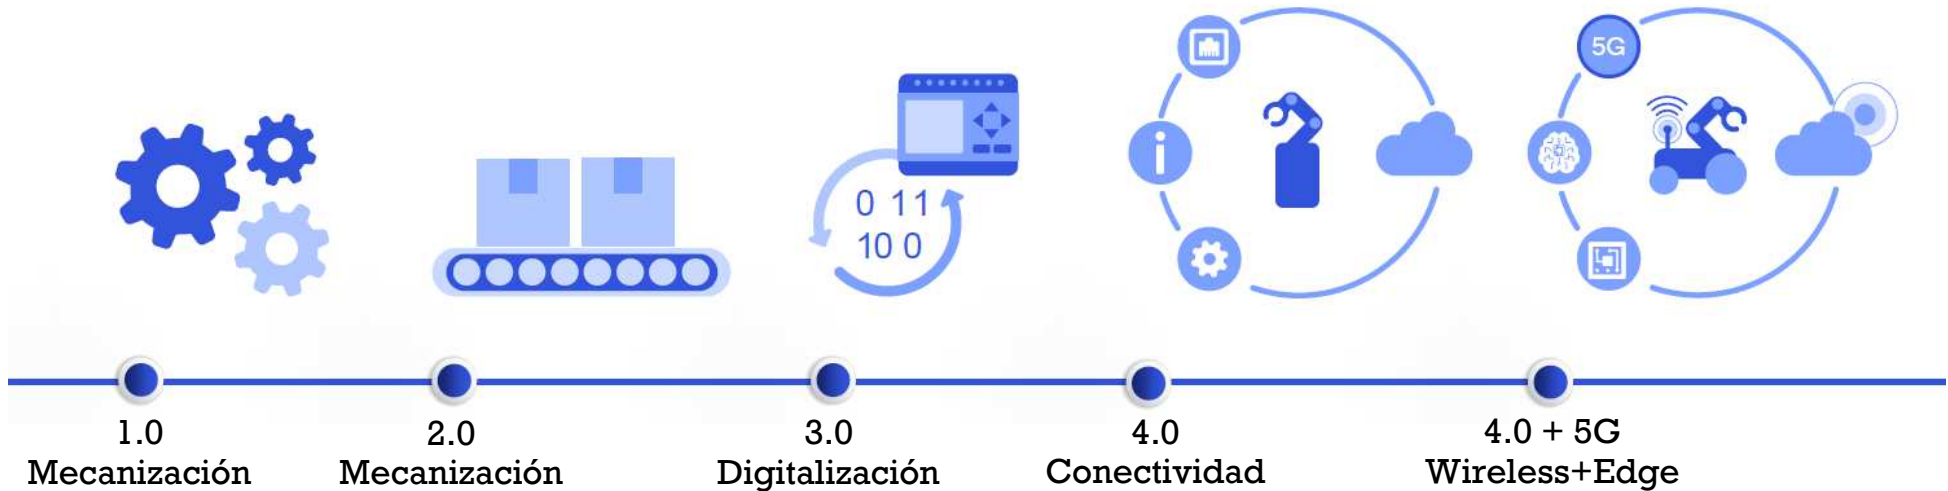 5G
0 11
10 0
1.0
Mecanización
2.0
Mecanización
3.0
Digitalización
4.0
Conectividad
4.0 + 5G
Wireless+Edge